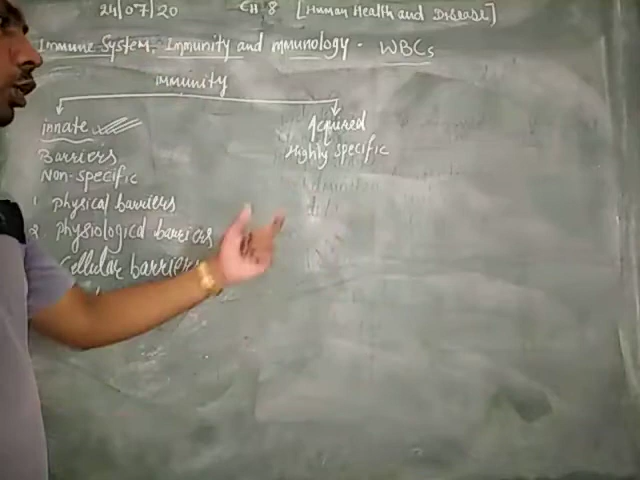 24/07/20 CH. 8 [Human Health and Disease]
Immune System, Immunity and mmunology - WBCs
Immunity
innate Acquired
Barriers Highly specific
Non-specific
1. Physical barriers
2. Physiological barriers
Cellular barriers